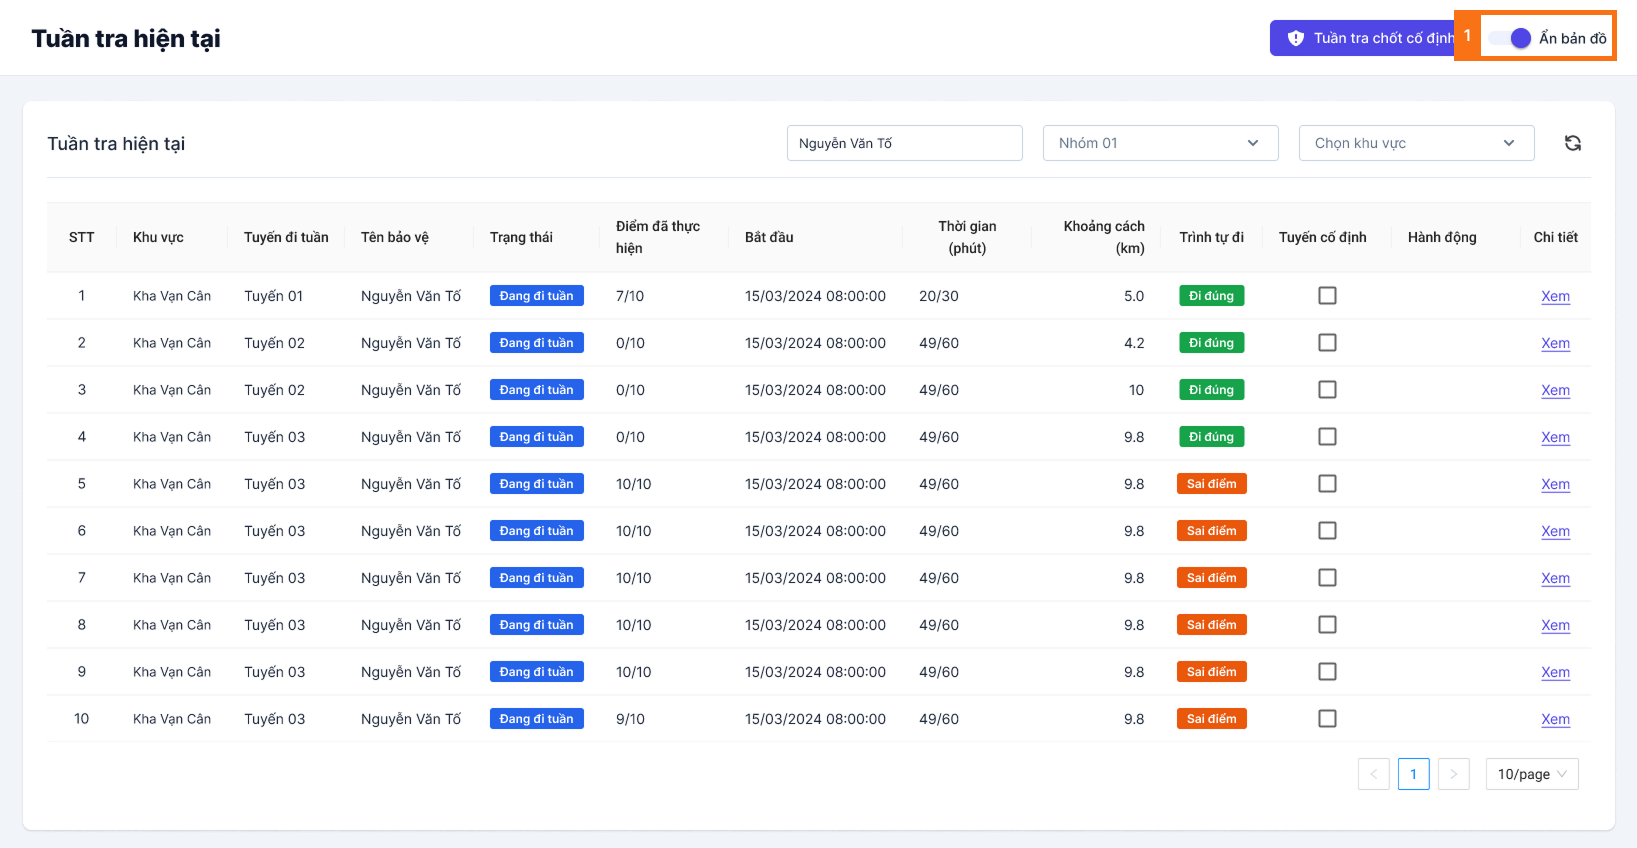 Tuần tra hiện tại
Tuần tra chốt cố định
1
Ẩn bản đồ
Tuần tra hiện tại
Nguyễn Văn Tố
Nhóm 01
Chọn khu vực
STT Khu vực Tuyến đi tuần Tên bảo vệ Trạng thái Điểm đã thực hiện Bắt đầu Thời gian (phút) Khoảng cách (km) Trình tự đi Tuyến cố định Hành động Chi tiết
1 Kha Vạn Cân Tuyến 01 Nguyễn Văn Tố Đang đi tuần 7/10 15/03/2024 08:00:00 20/30 5.0 Đi đúng Xem
2 Kha Vạn Cân Tuyến 02 Nguyễn Văn Tố Đang đi tuần 0/10 15/03/2024 08:00:00 49/60 4.2 Đi đúng Xem
3 Kha Vạn Cân Tuyến 02 Nguyễn Văn Tố Đang đi tuần 0/10 15/03/2024 08:00:00 49/60 10 Đi đúng Xem
4 Kha Vạn Cân Tuyến 03 Nguyễn Văn Tố Đang đi tuần 0/10 15/03/2024 08:00:00 49/60 9.8 Đi đúng Xem
5 Kha Vạn Cân Tuyến 03 Nguyễn Văn Tố Đang đi tuần 10/10 15/03/2024 08:00:00 49/60 9.8 Sai điểm Xem
6 Kha Vạn Cân Tuyến 03 Nguyễn Văn Tố Đang đi tuần 10/10 15/03/2024 08:00:00 49/60 9.8 Sai điểm Xem
7 Kha Vạn Cân Tuyến 03 Nguyễn Văn Tố Đang đi tuần 10/10 15/03/2024 08:00:00 49/60 9.8 Sai điểm Xem
8 Kha Vạn Cân Tuyến 03 Nguyễn Văn Tố Đang đi tuần 10/10 15/03/2024 08:00:00 49/60 9.8 Sai điểm Xem
9 Kha Vạn Cân Tuyến 03 Nguyễn Văn Tố Đang đi tuần 10/10 15/03/2024 08:00:00 49/60 9.8 Sai điểm Xem
10 Kha Vạn Cân Tuyến 03 Nguyễn Văn Tố Đang đi tuần 9/10 15/03/2024 08:00:00 49/60 9.8 Sai điểm Xem
< 1 > 10/page